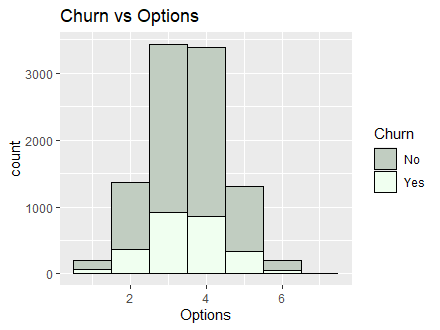 Churn vs Options
3000
2000
1000
0
count
2 4 6
Options
Churn
No
Yes